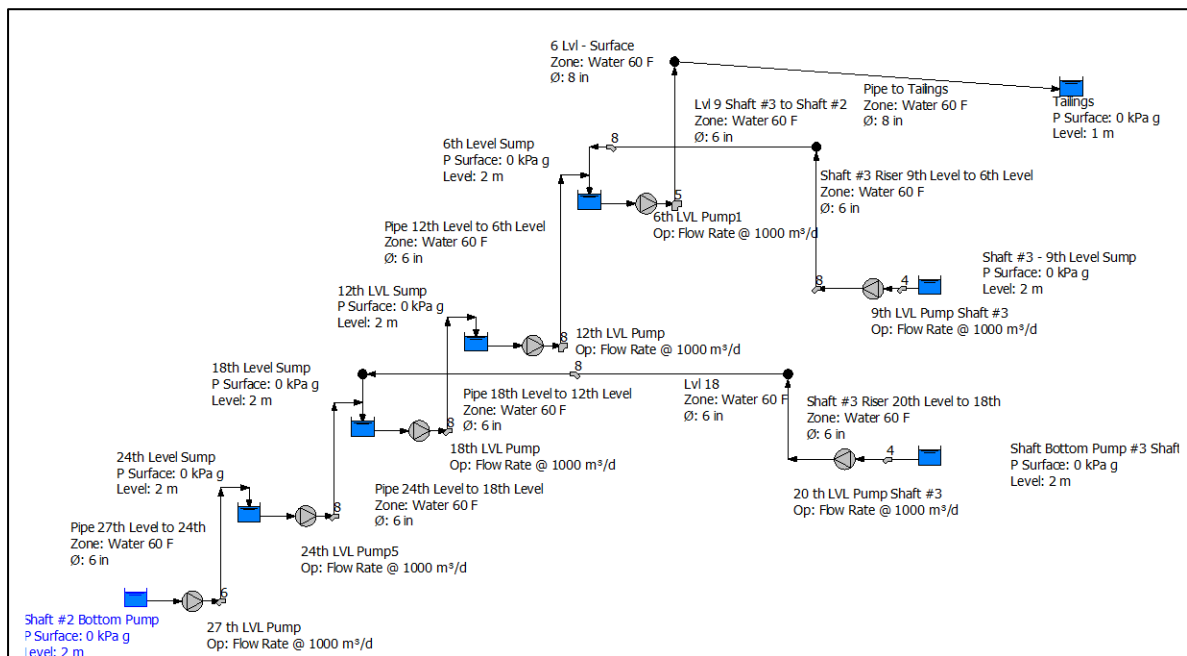 6 Lvl - Surface
Zone: Water 60 F
Ø: 8 in
Pipe to Tailings
Zone: Water 60 F
Ø: 8 in
Tailings
P Surface: 0 kPa g
Level: 1 m
Lvl 9 Shaft #3 to Shaft #2
Zone: Water 60 F
Ø: 6 in
8
6th Level Sump
P Surface: 0 kPa g
Level: 2 m
5
6th LVL Pump1
Op: Flow Rate @ 1000 m³/d
Shaft #3 Riser 9th Level to 6th Level
Zone: Water 60 F
Ø: 6 in
Pipe 12th Level to 6th Level
Zone: Water 60 F
Ø: 6 in
Shaft #3 - 9th Level Sump
P Surface: 0 kPa g
Level: 2 m
8
4
9th LVL Pump Shaft #3
Op: Flow Rate @ 1000 m³/d
12th LVL Sump
P Surface: 0 kPa g
Level: 2 m
8
12th LVL Pump
Op: Flow Rate @ 1000 m³/d
18th Level Sump
P Surface: 0 kPa g
Level: 2 m
8
Pipe 18th Level to 12th Level
Zone: Water 60 F
Ø: 6 in
Lvl 18
Zone: Water 60 F
Ø: 6 in
Shaft #3 Riser 20th Level to 18th
Zone: Water 60 F
Ø: 6 in
8
18th LVL Pump
Op: Flow Rate @ 1000 m³/d
4
20 th LVL Pump Shaft #3
Op: Flow Rate @ 1000 m³/d
Shaft Bottom Pump #3 Shaft
P Surface: 0 kPa g
Level: 2 m
24th Level Sump
P Surface: 0 kPa g
Level: 2 m
8
Pipe 24th Level to 18th Level
Zone: Water 60 F
Ø: 6 in
24th LVL Pump5
Op: Flow Rate @ 1000 m³/d
Pipe 27th Level to 24th
Zone: Water 60 F
Ø: 6 in
6
27 th LVL Pump
Op: Flow Rate @ 1000 m³/d
Shaft #2 Bottom Pump
P Surface: 0 kPa g
Level: 2 m